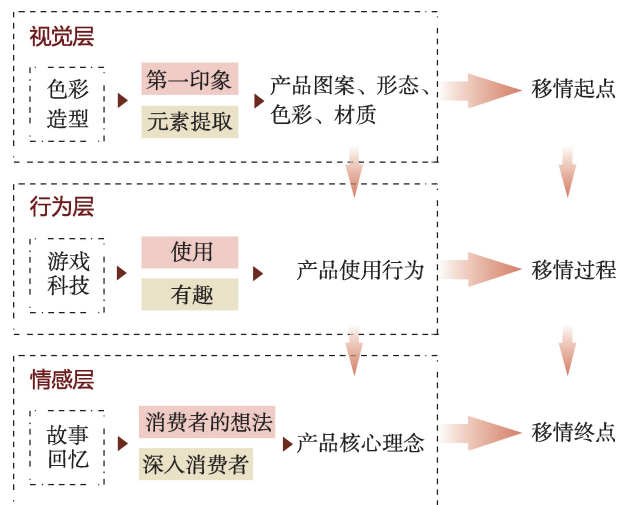 视觉层
色彩
造型
第一印象
元素提取
产品图案、形态、
色彩、材质
移情起点
行为层
游戏
科技
使用
有趣
产品使用行为
移情过程
情感层
故事
回忆
消费者的想法
深入消费者
产品核心理念
移情终点